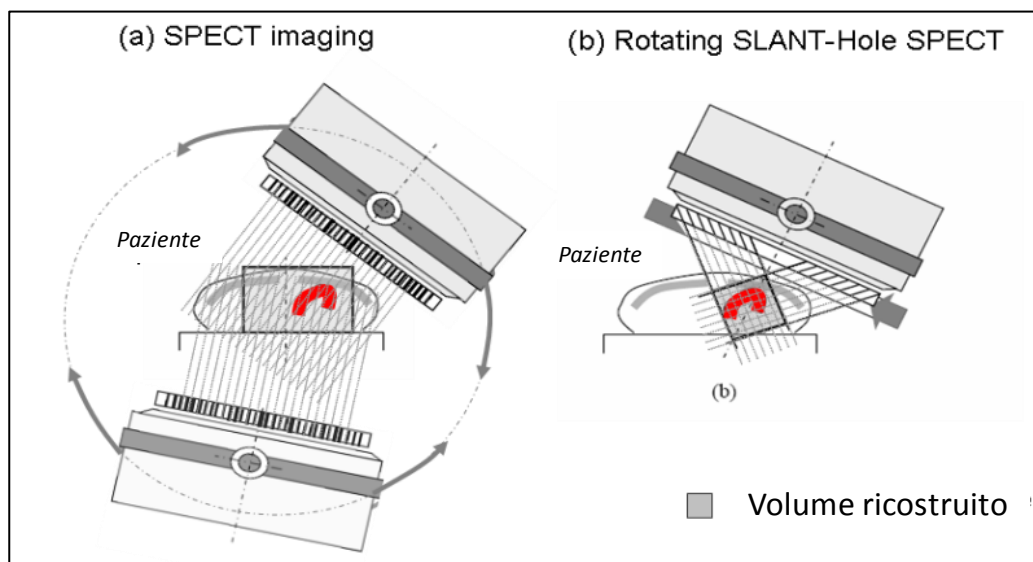 (a) SPECT imaging
(b) Rotating SLANT-Hole SPECT
Paziente
Paziente
(b)
Volume ricostruito